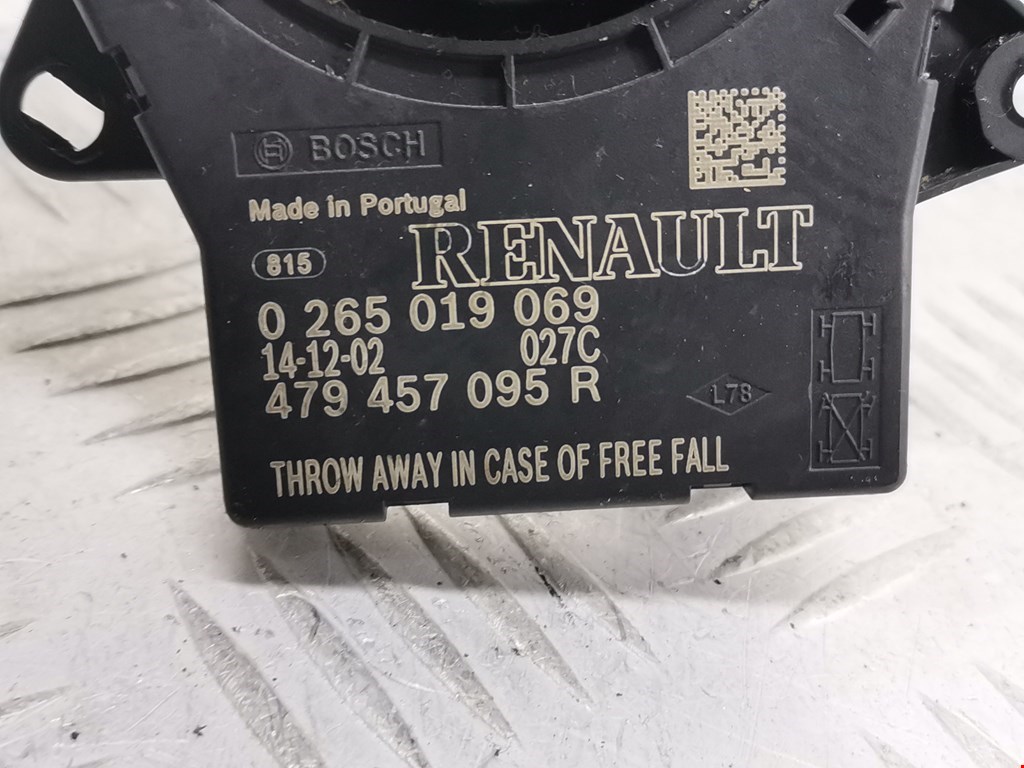 BOSCH
Made in Portugal
RENAULT
815
0 265 019 069
14-12-02 027C
479 457 095 R
L78
THROW AWAY IN CASE OF FREE FALL